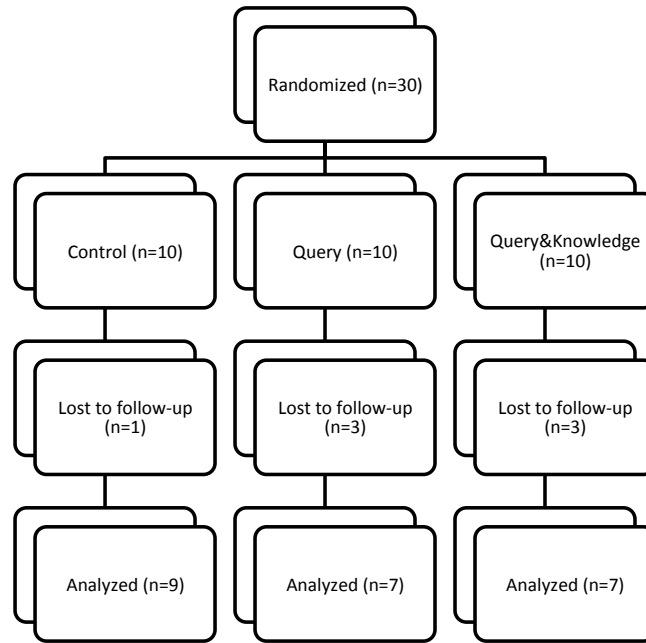 Randomized (n=30)
Control (n=10)
Query (n=10)
Query&Knowledge
(n=10)
Lost to follow-up
(n=1)
Lost to follow-up
(n=3)
Lost to follow-up
(n=3)
Analyzed (n=9)
Analyzed (n=7)
Analyzed (n=7)